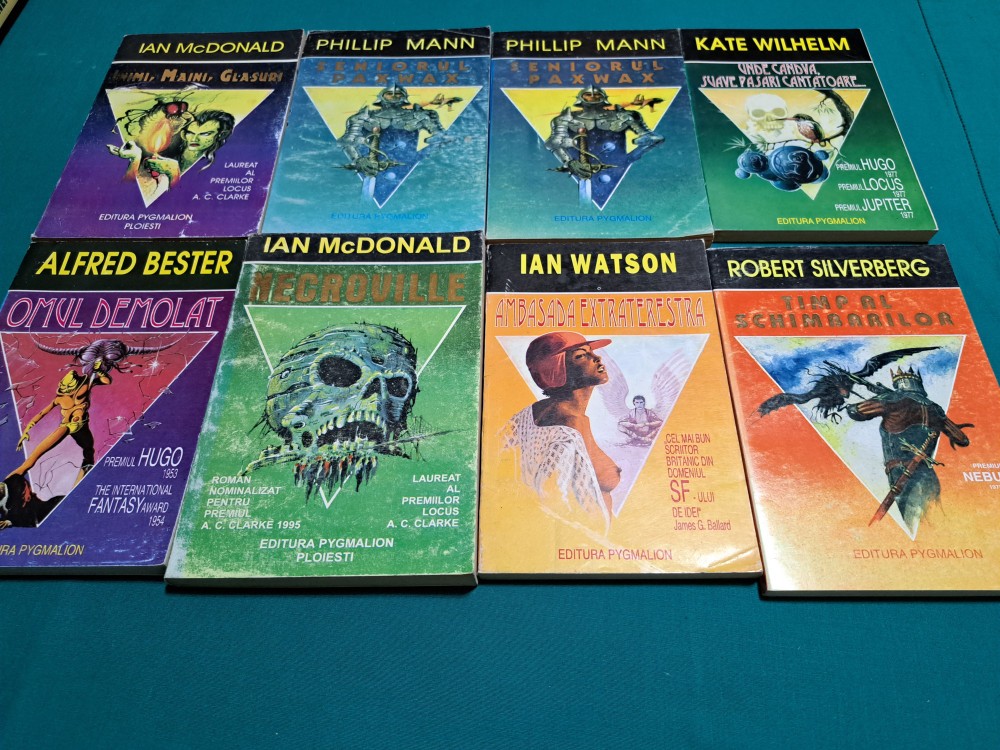 IAN McDONALD
INIMI, MAINI, GLASURI
LAUREAT
AL
PREMIILOR
LOCUS
A. C. CLARKE
EDITURA PYGMALION
PLOIESTI
PHILLIP MANN
SENIORUL
PAXWAX
EDITURA PYGMALION
PHILLIP MANN
SENIORUL
PAXWAX
EDITURA PYGMALION
KATE WILHELM
UNDE CANDVA,
SUAVE PASARI CANTATOARE...
PREMIUL HUGO
1977
PREMIUL LOCUS
1977
PREMIUL JUPITER
1977
EDITURA PYGMALION
ALFRED BESTER
OMUL DEMOLAT
PREMIUL HUGO
1953
THE INTERNATIONAL
FANTASY AWARD
1954
RA PYGMALION
IAN McDONALD
NECROVILLE
ROMAN
NOMINALIZAT
PENTRU
PREMIUL
A. C. CLARKE 1995
LAUREAT
AL
PREMIILOR
LOCUS
A. C. CLARKE
EDITURA PYGMALION
PLOIESTI
IAN WATSON
AMBASADA EXTRATERESTRA
„CEL MAI BUN
SCRIITOR
BRITANIC DIN
DOMENIUL
SF - ULUI
DE IDEI"
James G. Ballard
EDITURA PYGMALION
ROBERT SILVERBERG
TIMP AL
SCHIMBARILOR
PREMIUL
NEBU
197
EDITURA PYGMALION